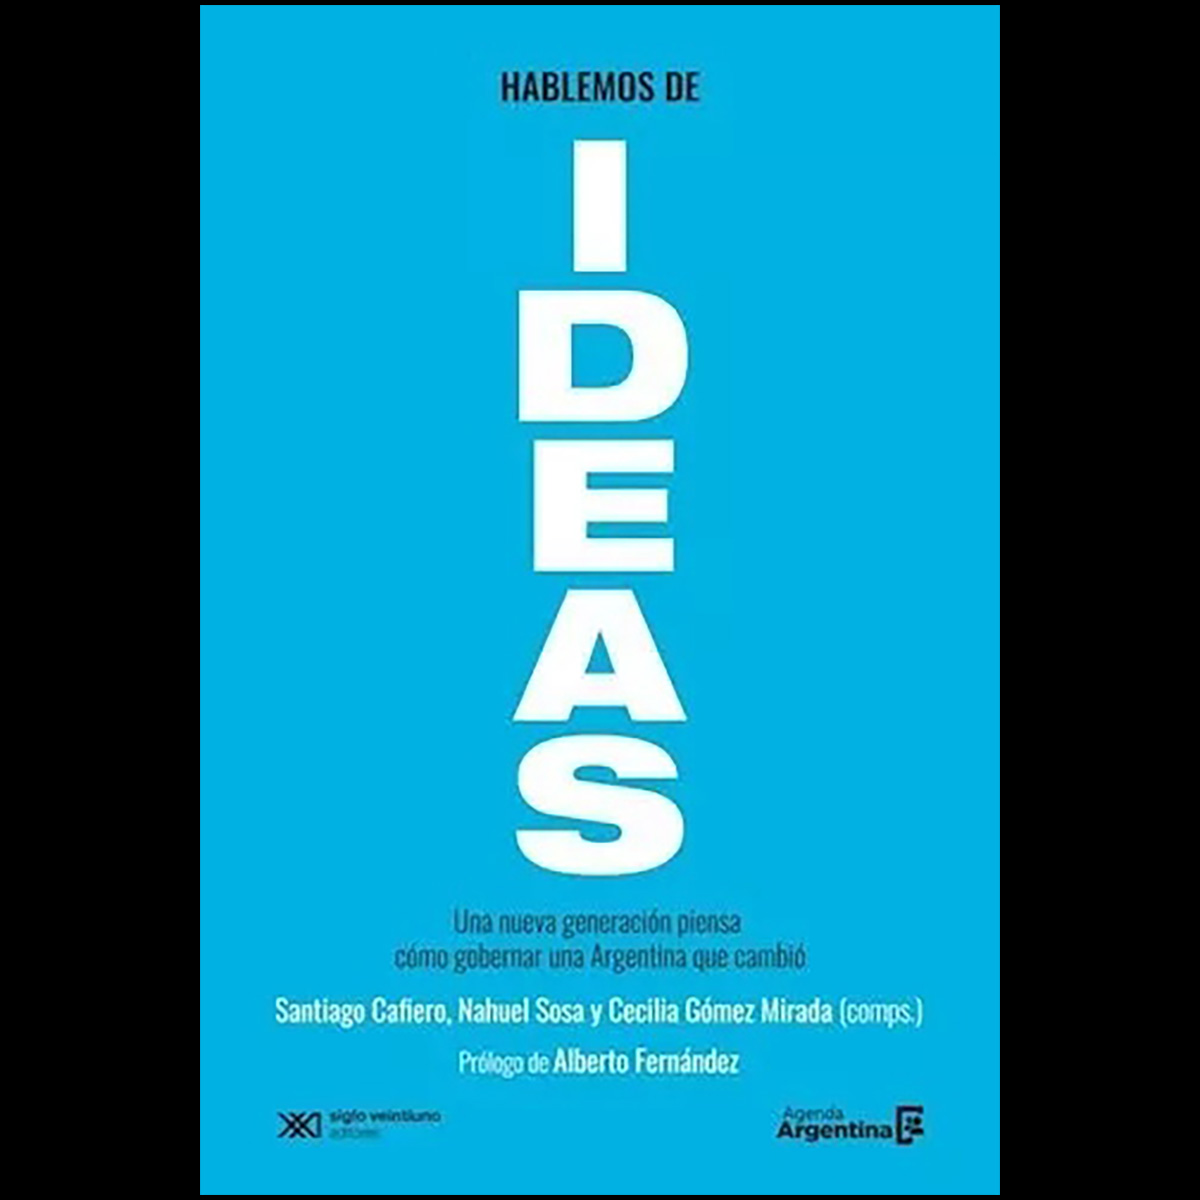 HABLEMOS DE
IDEAS
Una nueva generación piensa
cómo gobernar una Argentina que cambió
Santiago Cafiero, Nahuel Sosa y Cecilia Gómez Mirada (comps.)
Prólogo de Alberto Fernández
siglo veintiuno
editores
Agenda
Argentina